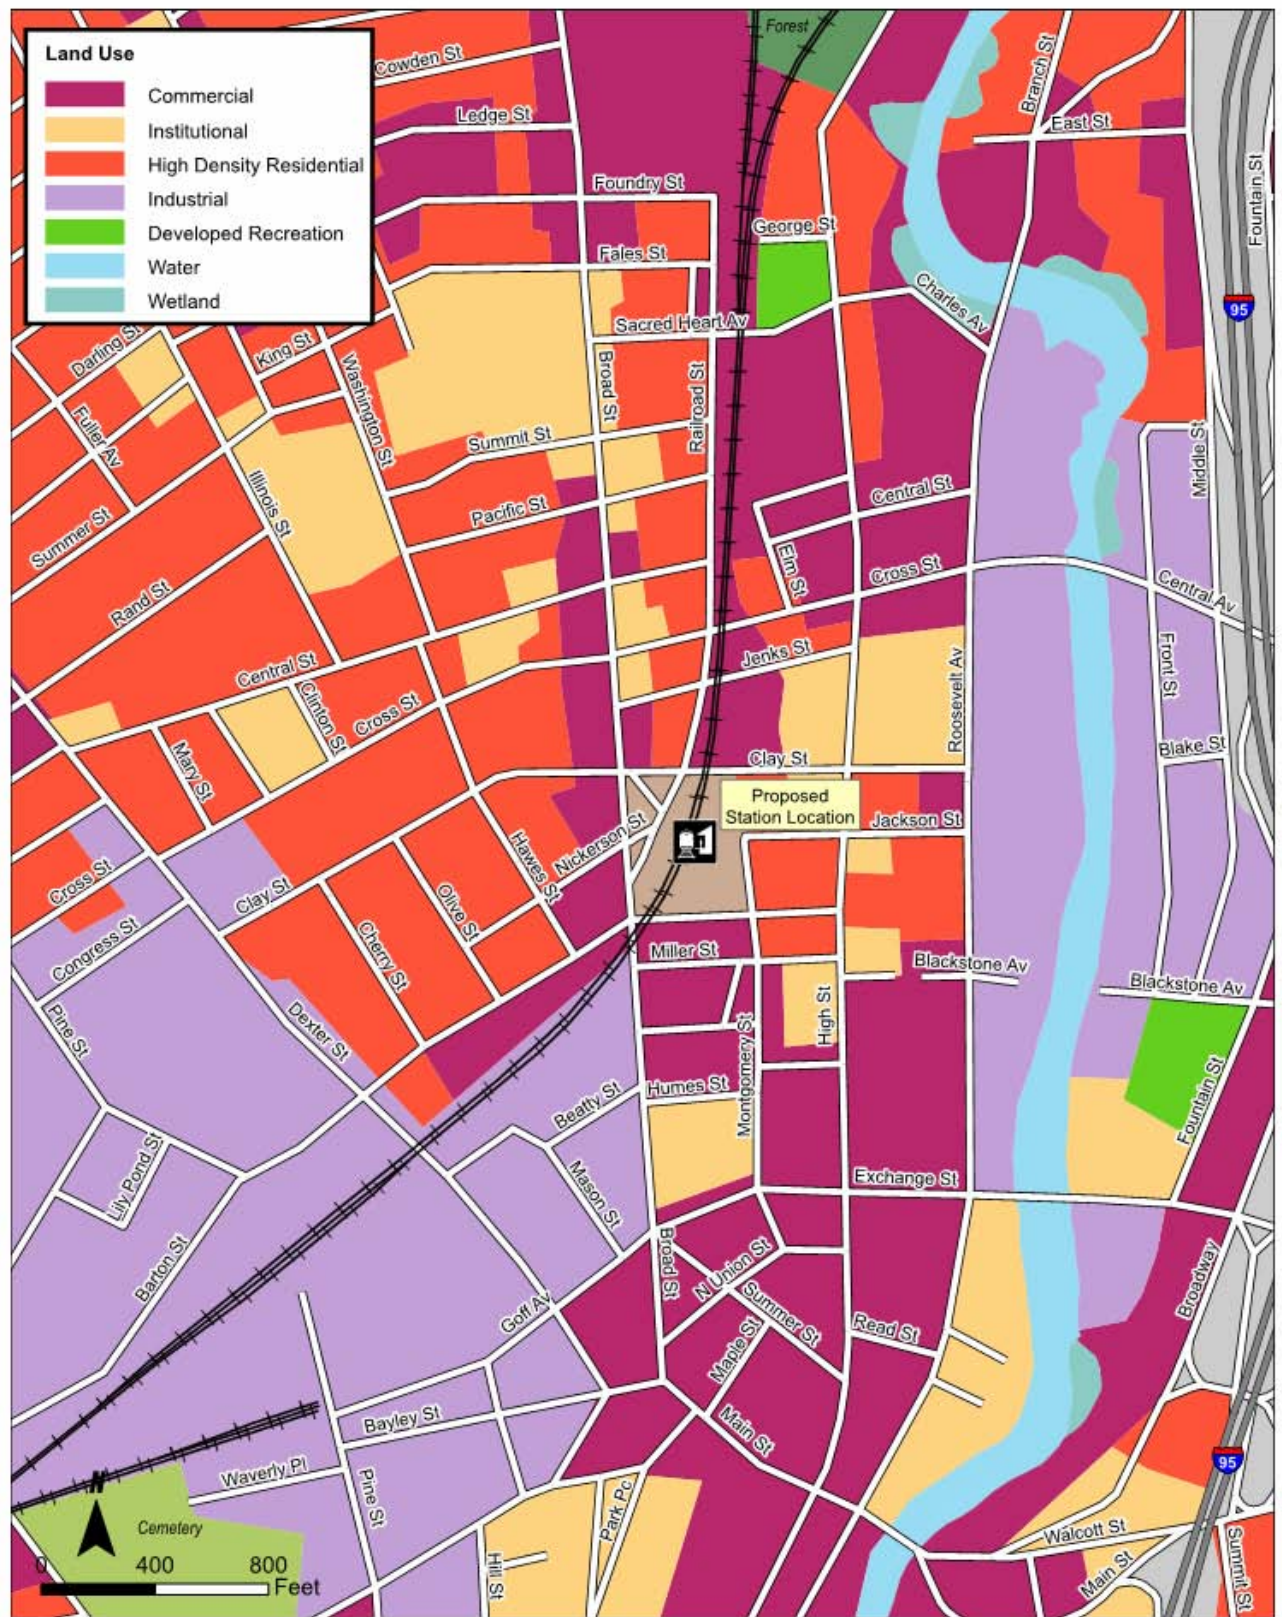 Land Use
Commercial
Institutional
High Density Residential
Industrial
Developed Recreation
Water
Wetland
Forest
Cowden St
Branch St
Ledge St
East St
Fountain St
Foundry St
George St
Fales St
Charles Av
95
Sacred Heart Av
Darling St
King St
Washington St
Broad St
Railroad St
Fuller Av
Summit St
Middle St
Illinois St
Central St
Pacific St
Summer St
Elm St
Cross St
Rand St
Central Av
Jenks St
Front St
Roosevelt Av
Central St
Clinton St
Cross St
Mary St
Clay St
Blake St
Proposed
Station Location
Nickerson St
Jackson St
Hawes St
Cross St
Clay St
Olive St
Congress St
Cherry St
Miller St
Blackstone Av
Blackstone Av
High St
Pine St
Dexter St
Montgomery St
Humes St
Beatty St
Fountain St
Lily Pond St
Mason St
Exchange St
Barton St
Broad St
N Union St
Broadway
Goff Av
Summer St
Read St
Maple St
Bayley St
Main St
95
Waverly Pl
Pine St
Park Pc
N
Cemetery
Walcott St
Summit St
Main St
Hill St
0 400 800
Feet